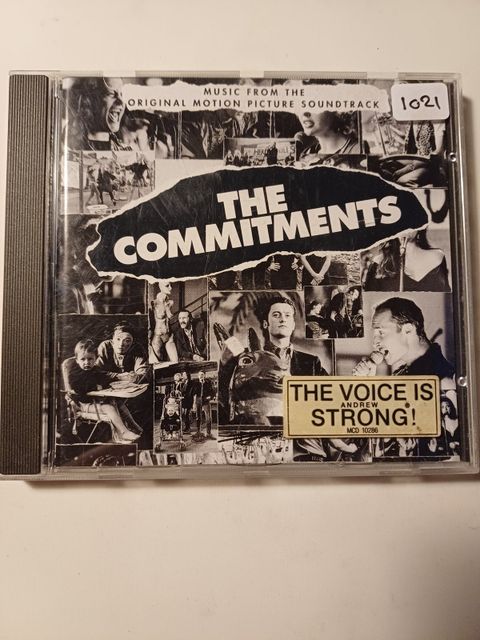 MUSIC FROM THE
ORIGINAL MOTION PICTURE SOUNDTRACK
1021
THE
COMMITMENTS
THE VOICE IS
ANDREW
STRONG!
MCD 10286